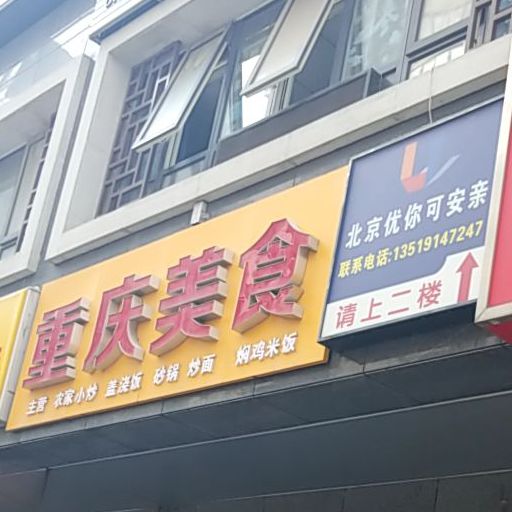 重庆美食
主营 农家小炒 盖浇饭 砂锅 炒面 焖鸡米饭
北京优你可安亲
联系电话:13519147247
请上二楼